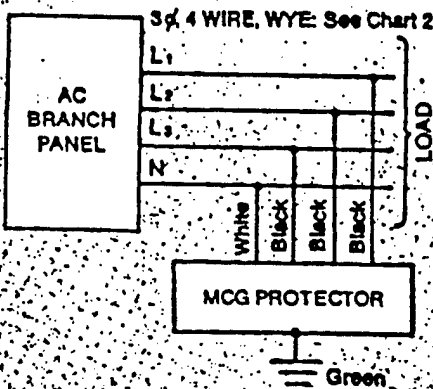 3ϕ, 4 WIRE, WYE: See Chart 2
L1
L2
L3
N
AC
BRANCH
PANEL
LOAD
White
Black
Black
Black
MCG PROTECTOR
Green